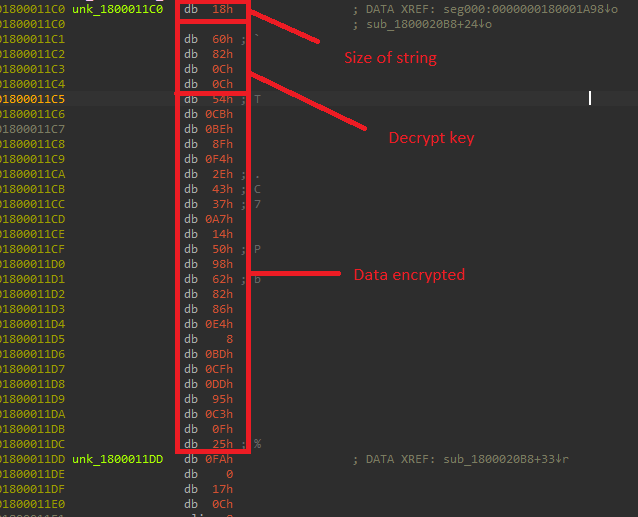 01800011C0 unk_1800011C0 db 18h ; DATA XREF: seg000:0000000180001A98↓o
01800011C0 ; sub_1800020B8+24↓o
01800011C1 db 60h ; `
01800011C2 db 82h
01800011C3 db 0Ch
01800011C4 db 0Ch
01800011C5 db 54h ; T
01800011C6 db 0CBh
01800011C7 db 0BEh
01800011C8 db 8Fh
01800011C9 db 0F4h
01800011CA db 2Eh ; .
01800011CB db 43h ; C
01800011CC db 37h ; 7
01800011CD db 0A7h
01800011CE db 14h
01800011CF db 50h ; P
01800011D0 db 98h
01800011D1 db 62h ; b
01800011D2 db 82h
01800011D3 db 86h
01800011D4 db 0E4h
01800011D5 db 8
01800011D6 db 0BDh
01800011D7 db 0CFh
01800011D8 db 0DDh
01800011D9 db 95h
01800011DA db 0C3h
01800011DB db 0Fh
01800011DC db 25h ; %
01800011DD unk_1800011DD db 0FAh ; DATA XREF: sub_1800020B8+33↓r
01800011DE db 0
01800011DF db 17h
01800011E0 db 0Ch
Size of string
Decrypt key
Data encrypted